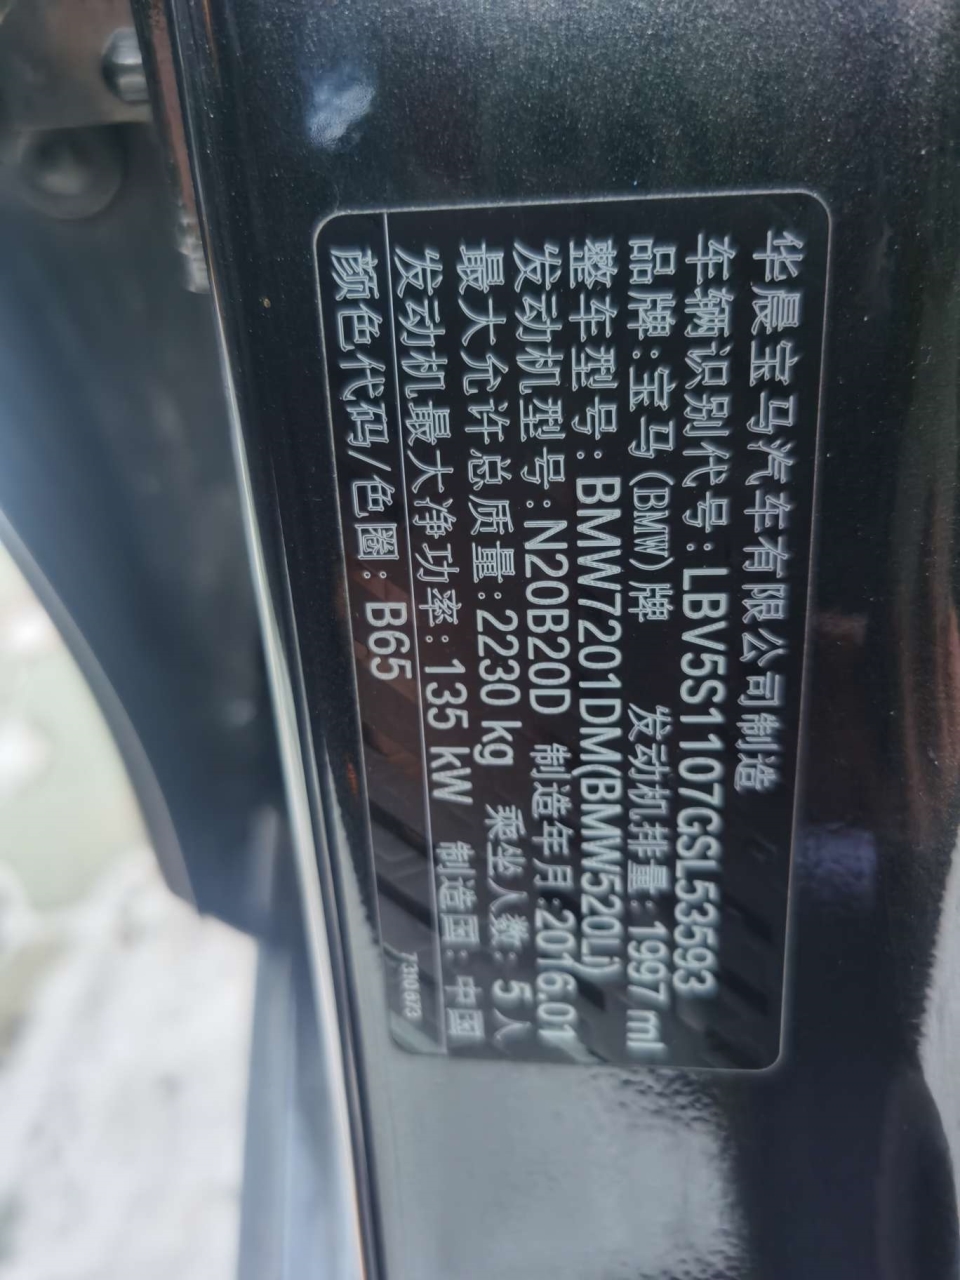 华晨宝马汽车有限公司制造
车辆识别代号:LBV5S1107GSL53593
品牌:宝马(BMW)牌 发动机排量:1997 ml
整车型号:BMW7201DM(BMW520Li)
发动机型号:N20B20D 制造年月:2016.01
最大允许总质量:2230 kg 乘坐人数:5人
发动机最大净功率:135 kW 制造国:中国
颜色代码/色圈:B65 7310873